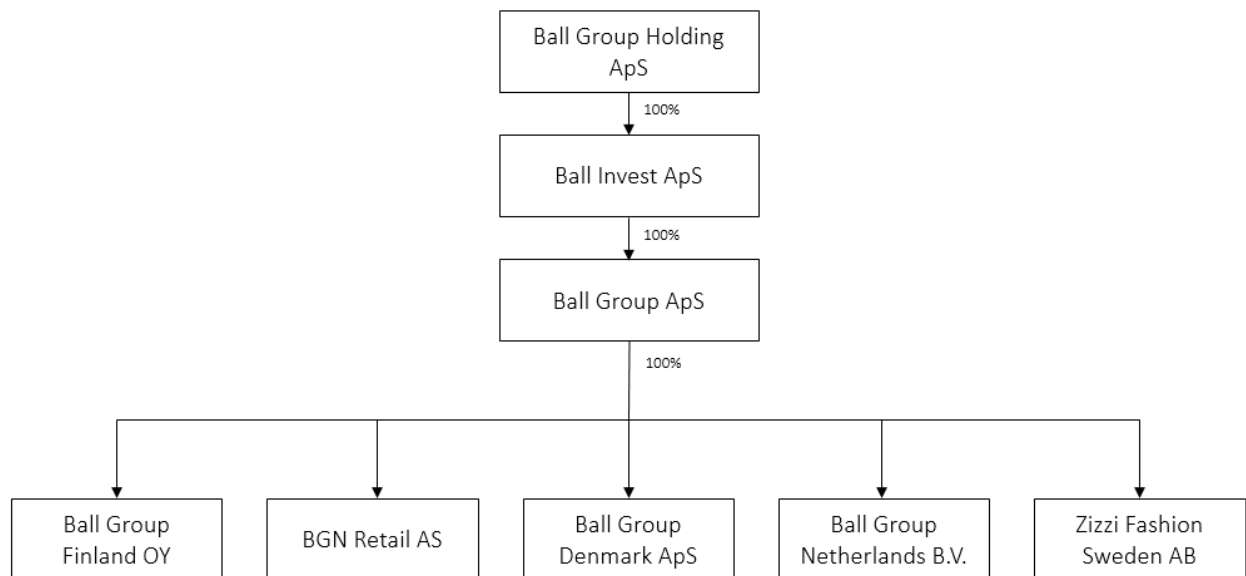 Ball Group Holding
ApS
100%
Ball Invest ApS
100%
Ball Group ApS
100%
Ball Group
Finland OY
BGN Retail AS
Ball Group
Denmark ApS
Ball Group
Netherlands B.V.
Zizzi Fashion
Sweden AB